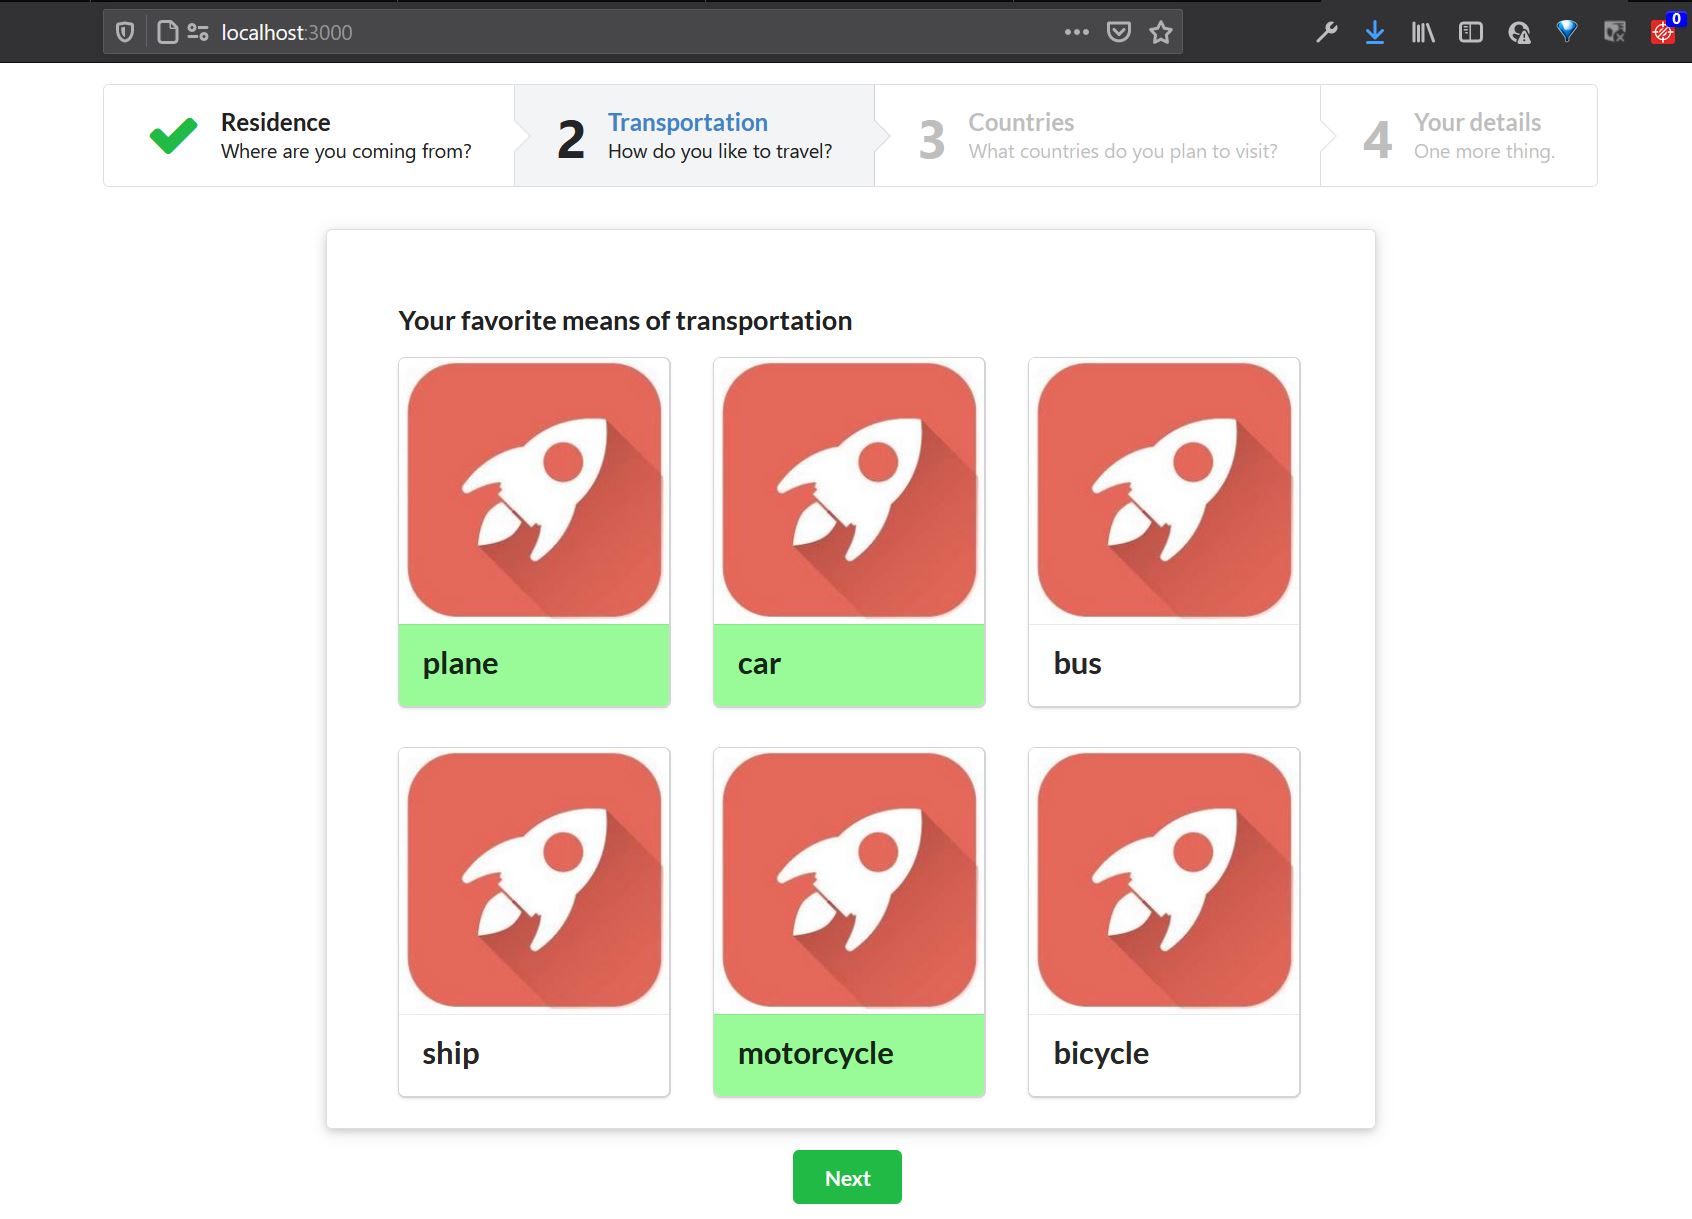 localhost:3000
0
Residence
Where are you coming from?
2
Transportation
How do you like to travel?
3
Countries
What countries do you plan to visit?
4
Your details
One more thing.
Your favorite means of transportation
plane
car
bus
ship
motorcycle
bicycle
Next